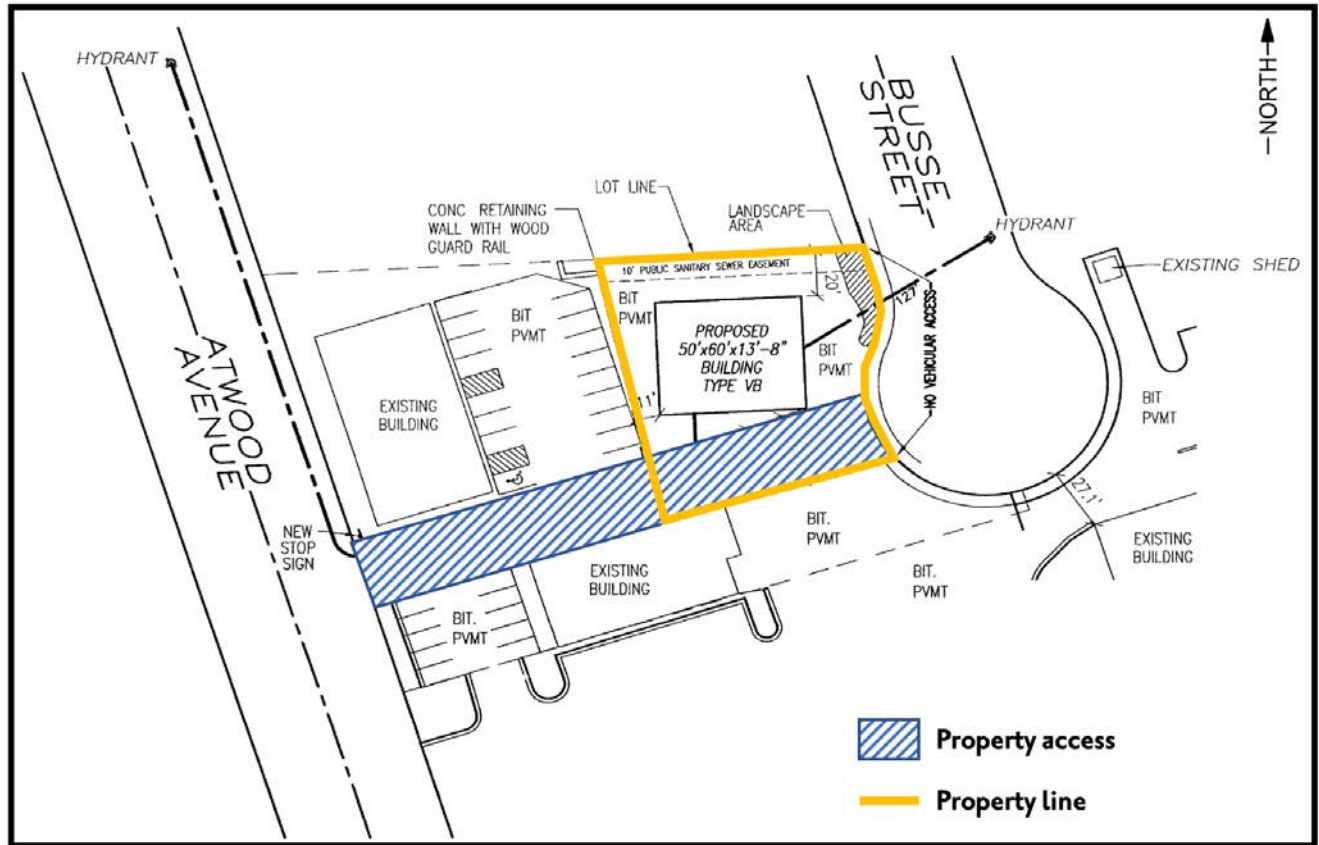 HYDRANT
NORTH
BUSSE
STREET
LOT LINE
CONC RETAINING
WALL WITH WOOD
GUARD RAIL
LANDSCAPE
AREA
HYDRANT
EXISTING SHED
10' PUBLIC SANITARY SEWER EASEMENT
20'
127'
NO VEHICULAR ACCESS
BIT
PVMT
BIT
PVMT
PROPOSED
50'x60'x13'-8"
BUILDING
TYPE VB
BIT
PVMT
ATWOOD
AVENUE
EXISTING
BUILDING
11'
BIT
PVMT
27.1'
NEW
STOP
SIGN
BIT.
PVMT
EXISTING
BUILDING
EXISTING
BUILDING
BIT.
PVMT
BIT.
PVMT
Property access
Property line